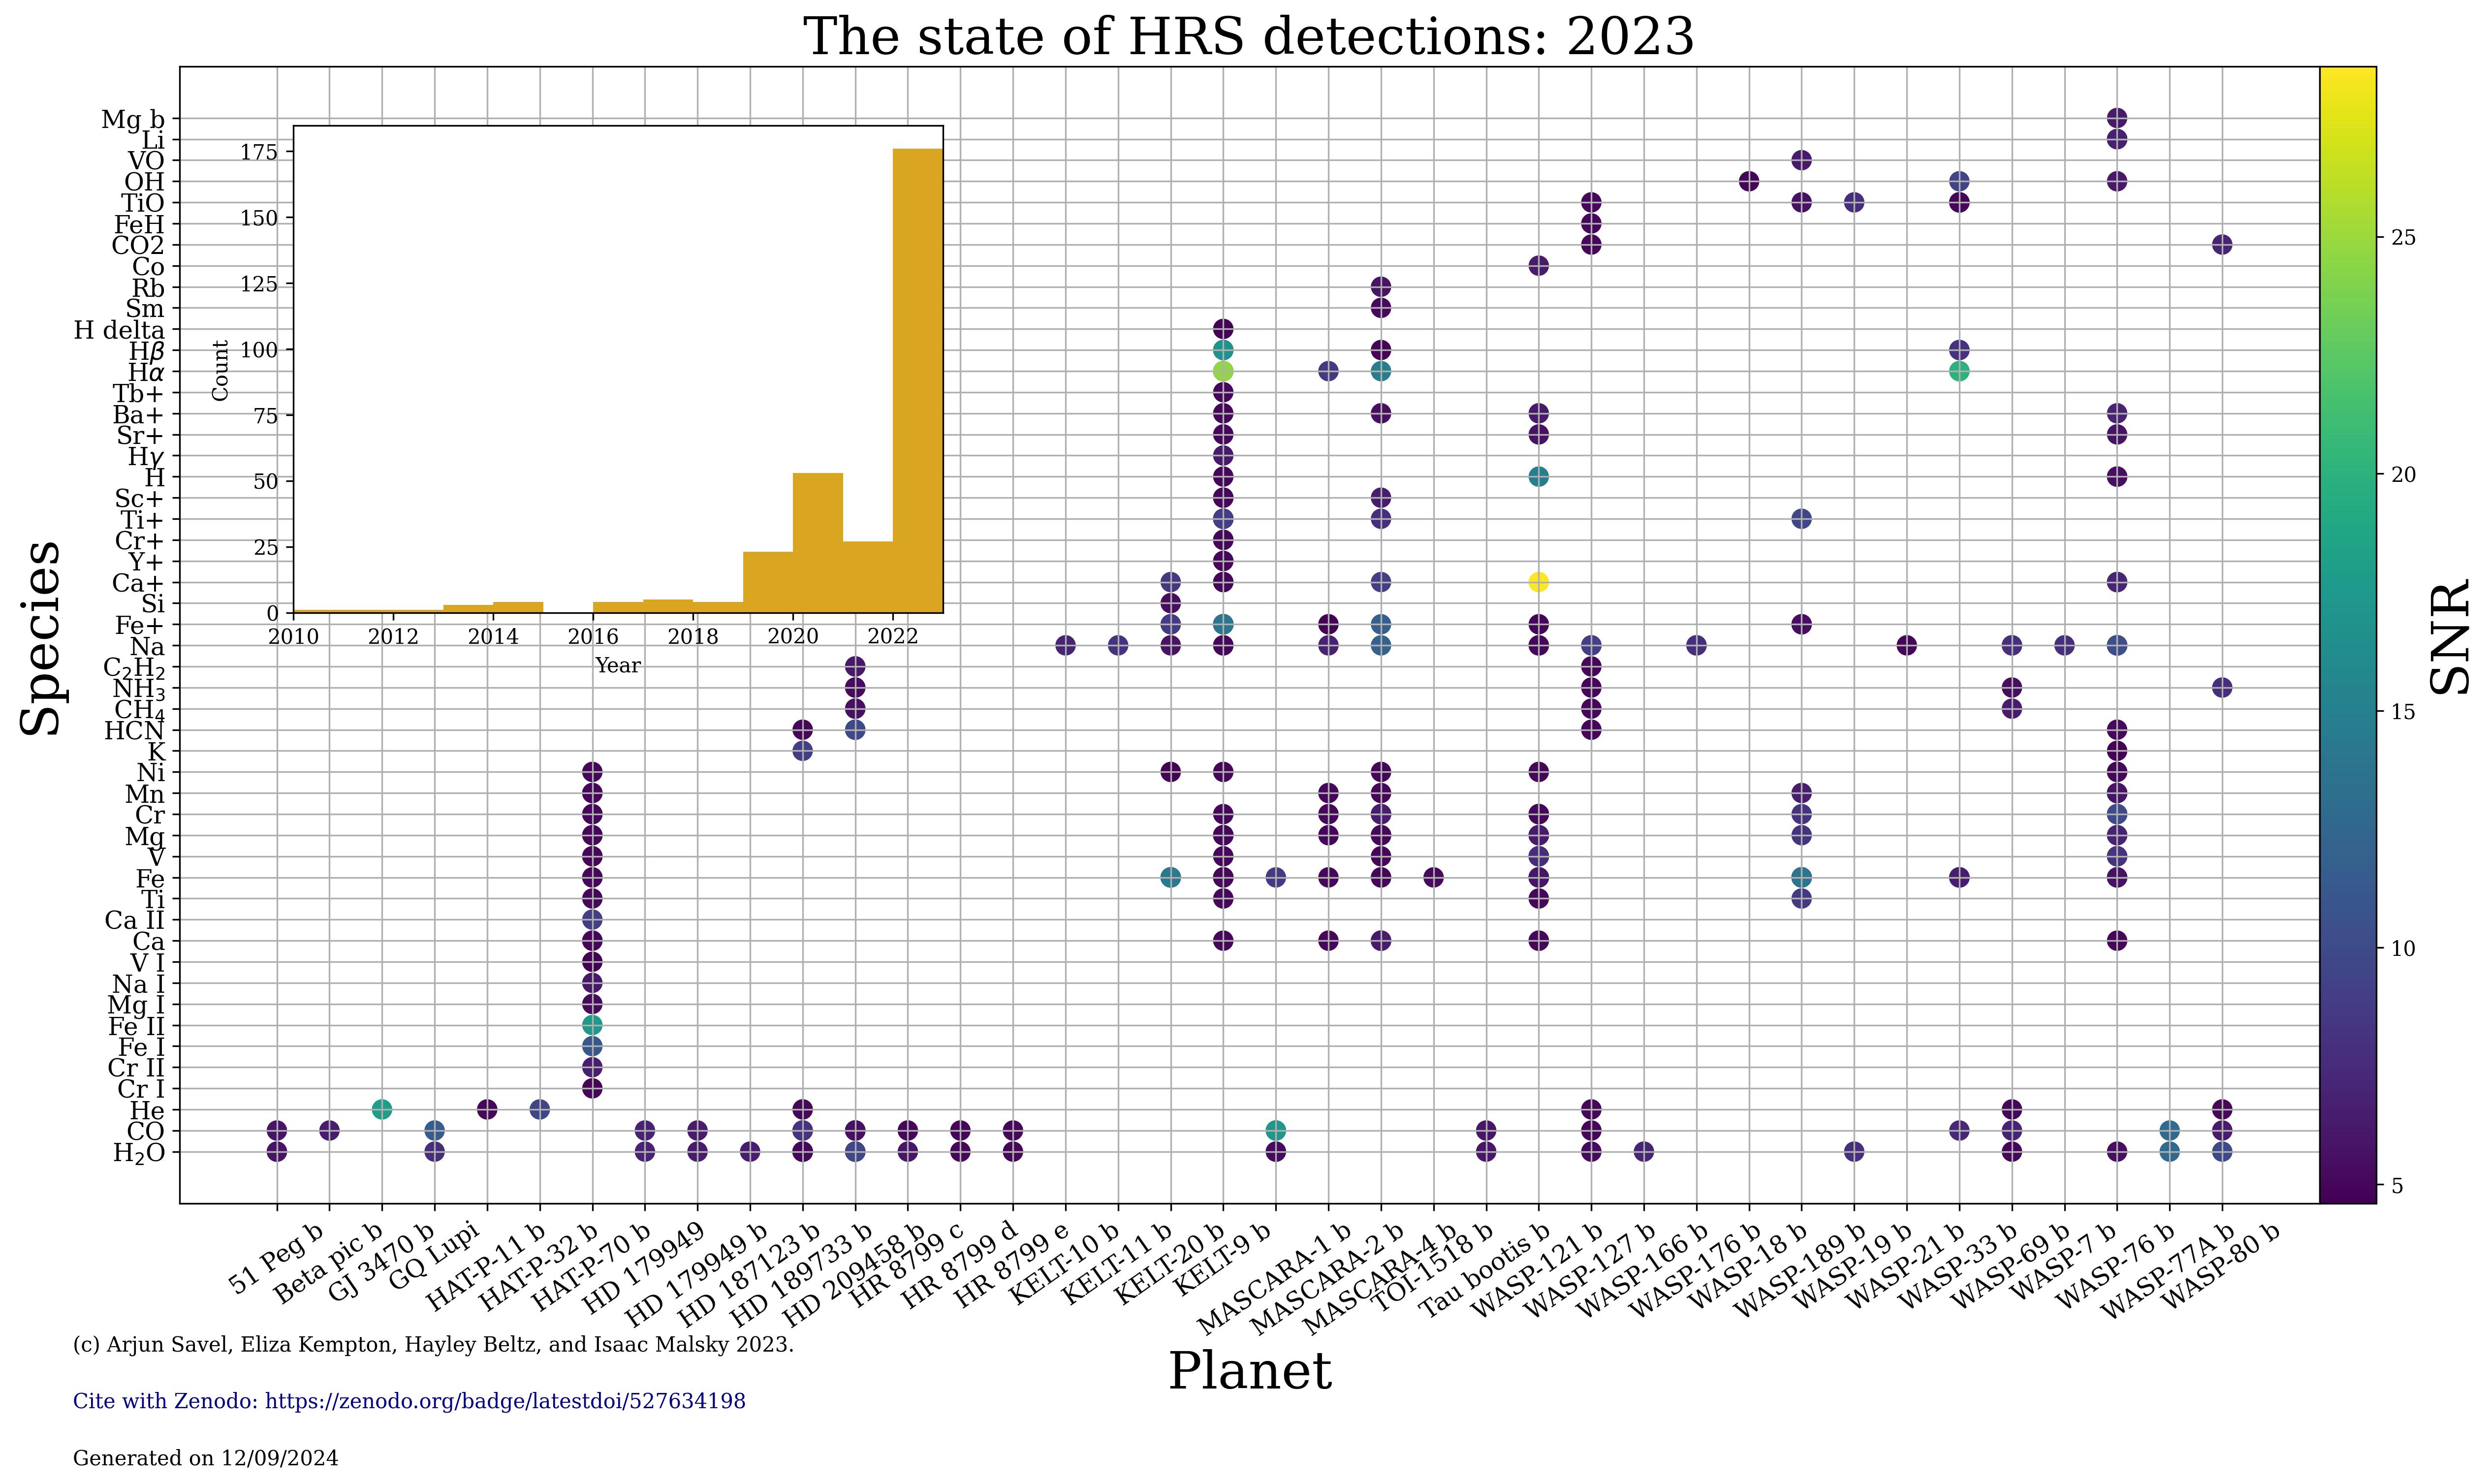 The state of HRS detections: 2023
Species
Mg b
Li
VO
OH
TiO
FeH
CO2
Co
Rb
Sm
H delta
Hβ
Hα
Tb+
Ba+
Sr+
Hγ
H
Sc+
Ti+
Cr+
Y+
Ca+
Si
Fe+
Na
C₂H₂
NH₃
CH₄
HCN
K
Ni
Mn
Cr
Mg
V
Fe
Ti
Ca II
Ca
V I
Na I
Mg I
Fe II
Fe I
Cr II
Cr I
He
CO
H₂O
Count
175
150
125
100
75
50
25
0
2010 2012 2014 2016 2018 2020 2022
Year
25
20
15
10
5
SNR
51 Peg b
Beta pic b
GJ 3470 b
GQ Lupi
HAT-P-11 b
HAT-P-32 b
HAT-P-70 b
HD 179949
HD 179949 b
HD 187123 b
HD 189733 b
HD 209458 b
HR 8799 c
HR 8799 d
HR 8799 e
KELT-10 b
KELT-11 b
KELT-20 b
KELT-9 b
MASCARA-1 b
MASCARA-2 b
MASCARA-4 b
TOI-1518 b
Tau bootis b
WASP-121 b
WASP-127 b
WASP-166 b
WASP-176 b
WASP-18 b
WASP-189 b
WASP-19 b
WASP-21 b
WASP-33 b
WASP-69 b
WASP-7 b
WASP-76 b
WASP-77A b
WASP-80 b
Planet
(c) Arjun Savel, Eliza Kempton, Hayley Beltz, and Isaac Malsky 2023.
Cite with Zenodo: https://zenodo.org/badge/latestdoi/527634198
Generated on 12/09/2024